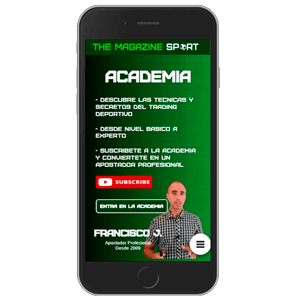 THE MAGAZINE SPORT
ACADEMIA
- DESCUBRE LAS TECNICAS Y
SECRETOS DEL TRADING
DEPORTIVO
- DESDE NIVEL BASICO A
EXPERTO
- SUSCRIBETE A LA ACADEMIA
Y CONVIERTETE EN UN
APOSTADOR PROFESIONAL
SUBSCRIBE
ENTRA EN LA ACADEMIA
FRANCISCO J.
Apostador Profesional
Desde 2009